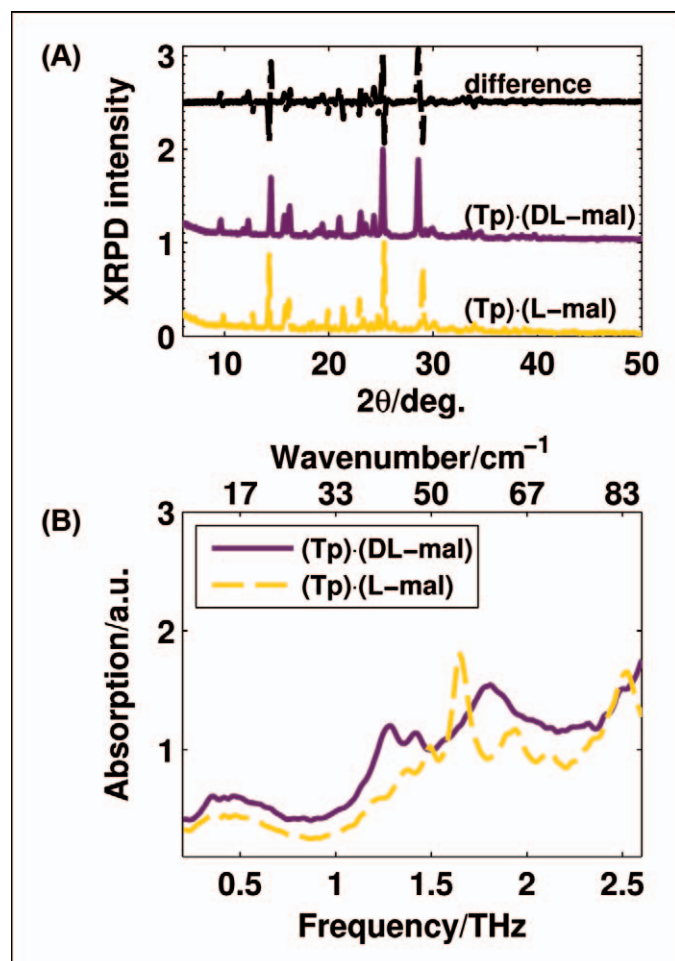 (A)
3
2
1
0
XRPD intensity
difference
(Tp)·(DL−mal)
(Tp)·(L−mal)
10 20 30 40 50
2θ/deg.
Wavenumber/cm⁻¹
17 33 50 67 83
(B)
3
2
1
Absorption/a.u.
(Tp)·(DL−mal)
(Tp)·(L−mal)
0.5 1 1.5 2 2.5
Frequency/THz